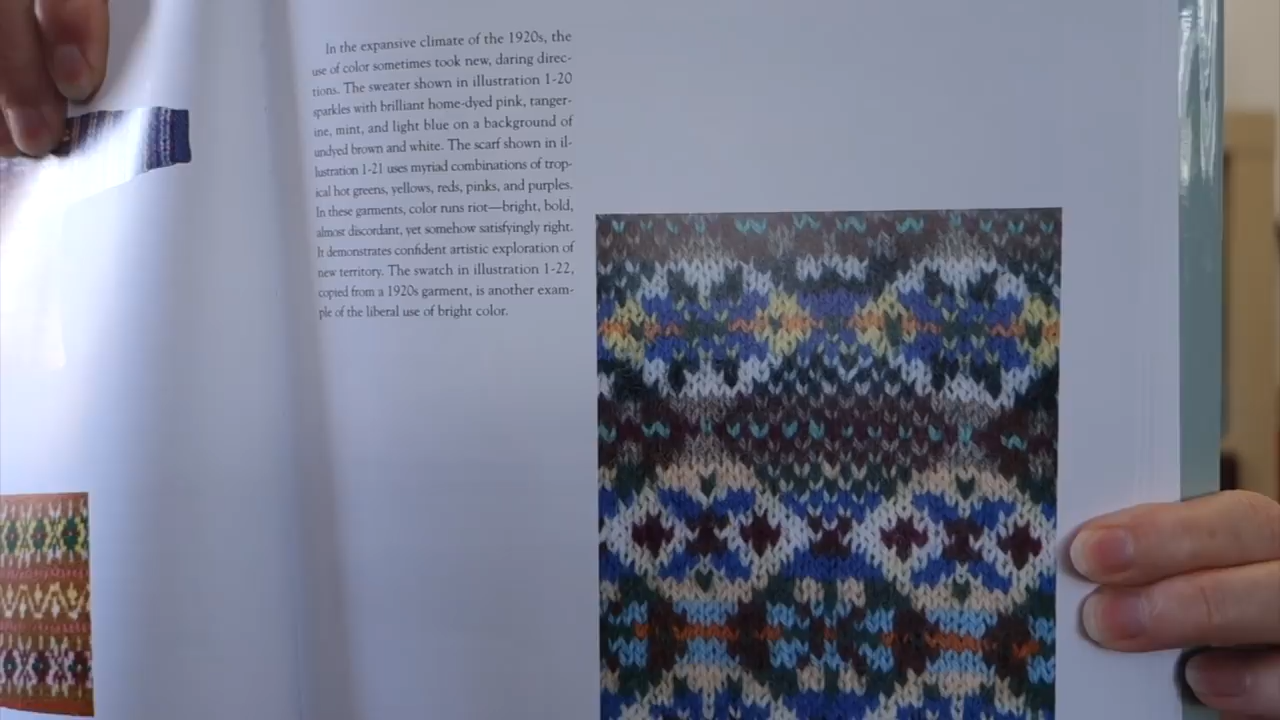 In the expansive climate of the 1920s, the
use of color sometimes took new, daring direc-
tions. The sweater shown in illustration 1-20
sparkles with brilliant home-dyed pink, tanger-
ine, mint, and light blue on a background of
undyed brown and white. The scarf shown in il-
lustration 1-21 uses myriad combinations of trop-
ical hot greens, yellows, reds, pinks, and purples.
In these garments, color runs riot—bright, bold,
almost discordant, yet somehow satisfyingly right.
It demonstrates confident artistic exploration of
new territory. The swatch in illustration 1-22,
copied from a 1920s garment, is another exam-
ple of the liberal use of bright color.